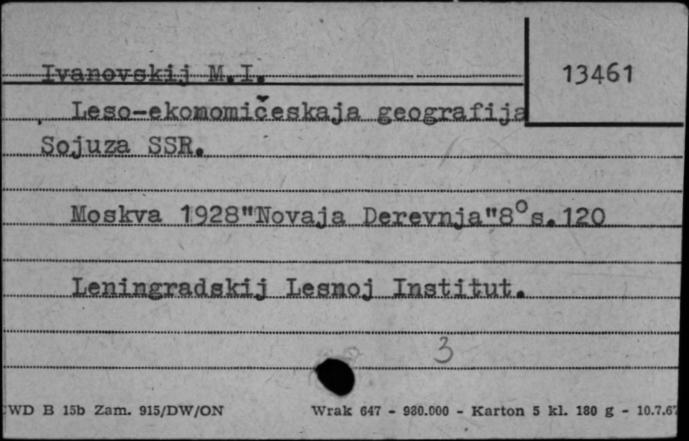 13461
Ivanovskij M.I.
Leso-ekonomičeskaja geografija
Sojuza SSR.
Moskva 1928"Novaja Derevnja"8° s.120
Leningradskij Lesnoj Institut.
3
WD B 15b Zam. 915/DW/ON Wrak 647 - 980.000 - Karton 5 kl. 180 g - 10.7.67